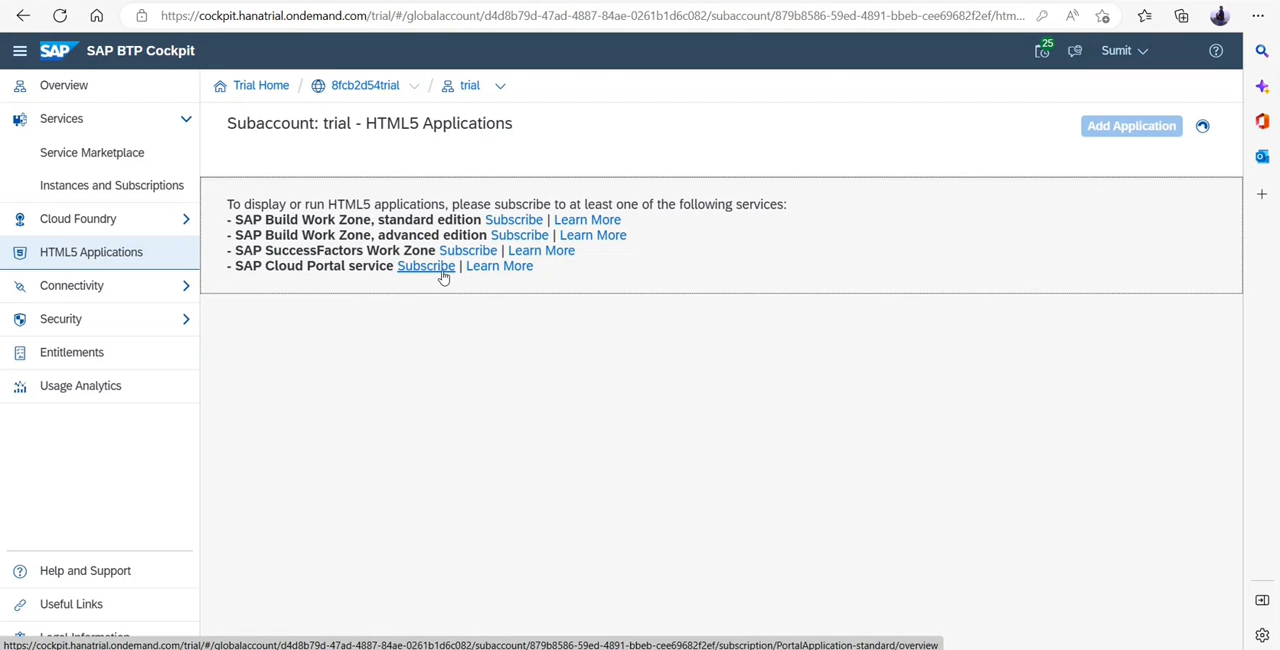 https://cockpit.hanatrial.ondemand.com/trial/#/globalaccount/d4d8b79d-47ad-4887-84ae-0261b1d6c082/subaccount/879b8586-59ed-4891-bbeb-cee69682f2ef/htm...
SAP SAP BTP Cockpit
25
Sumit
Overview
Services
Service Marketplace
Instances and Subscriptions
Cloud Foundry
HTML5 Applications
Connectivity
Security
Entitlements
Usage Analytics
Help and Support
Useful Links
Legal Information
Trial Home / 8fcb2d54trial / trial
Subaccount: trial - HTML5 Applications
Add Application
To display or run HTML5 applications, please subscribe to at least one of the following services:
- SAP Build Work Zone, standard edition Subscribe | Learn More
- SAP Build Work Zone, advanced edition Subscribe | Learn More
- SAP SuccessFactors Work Zone Subscribe | Learn More
- SAP Cloud Portal service Subscribe | Learn More
https://cockpit.hanatrial.ondemand.com/trial/#/globalaccount/d4d8b79d-47ad-4887-84ae-0261b1d6c082/subaccount/879b8586-59ed-4891-bbeb-cee69682f2ef/subscription/PortalApplication-standard/overview